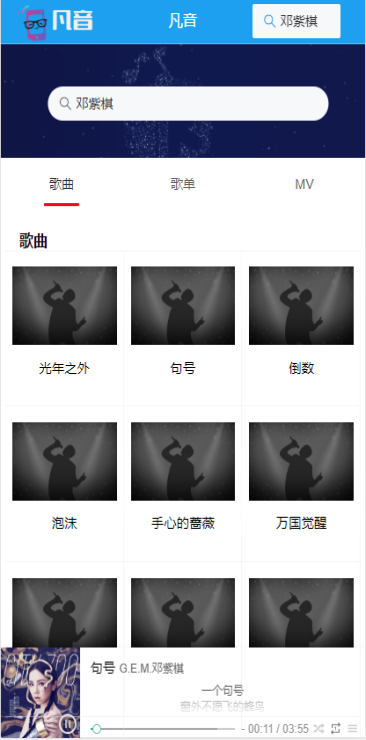 凡音 凡音 邓紫棋
邓紫棋
歌曲 歌单 MV
歌曲
光年之外 句号 倒数
泡沫 手心的蔷薇 万国觉醒
句号 G.E.M.邓紫棋
一个句号
窗外不愿飞的蜂鸟
- 00:11 / 03:55